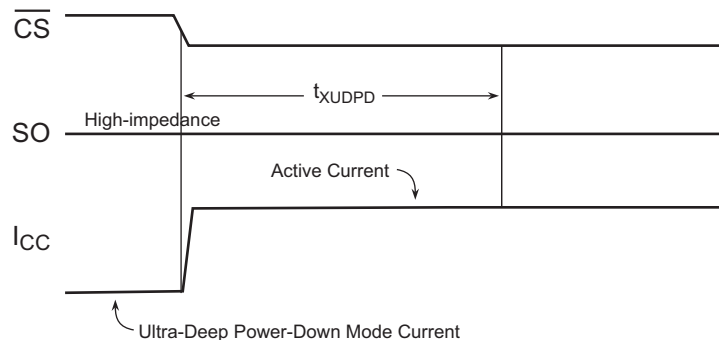 CS
tXUDPD
High-impedance
SO
Active Current
ICC
Ultra-Deep Power-Down Mode Current